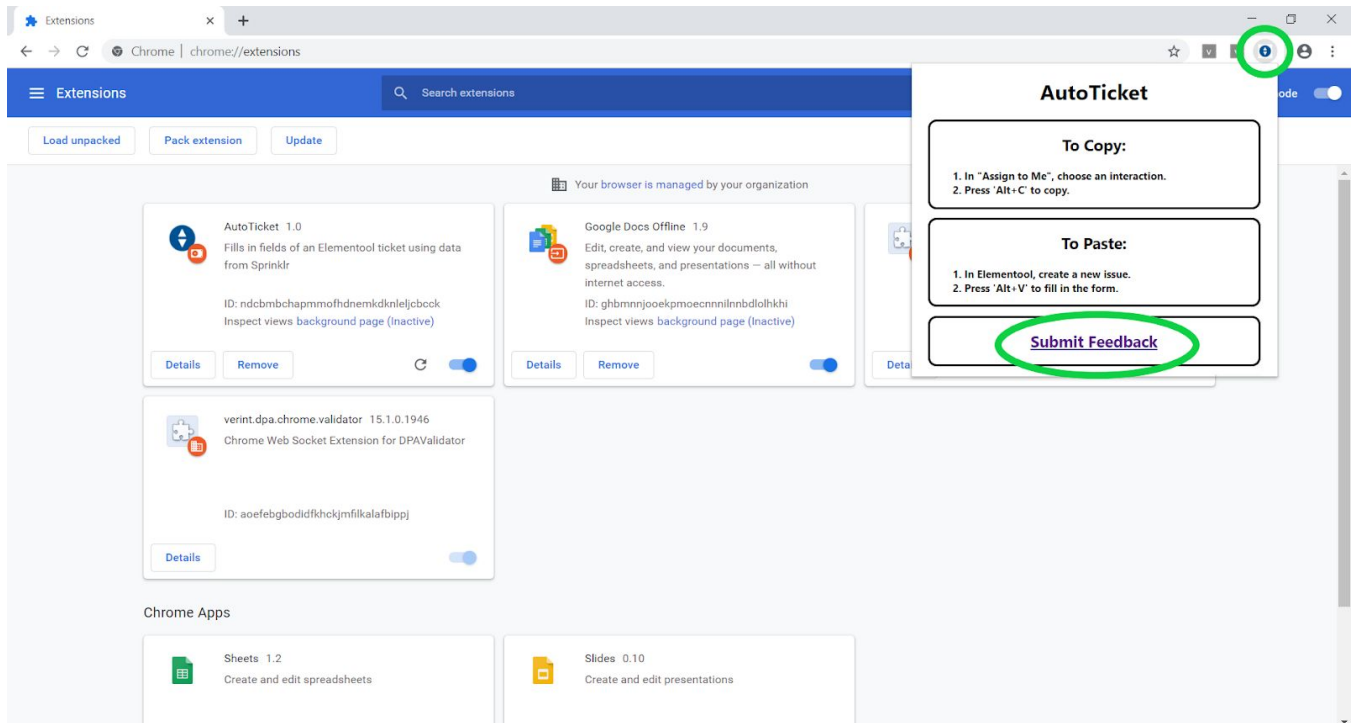 Extensions
Chrome | chrome://extensions
Extensions
Search extensions
ode
Load unpacked
Pack extension
Update
Your browser is managed by your organization
AutoTicket 1.0
Fills in fields of an Elementool ticket using data
from Sprinklr
ID: ndcbmbchapmmofhdnemkdknleljcbcck
Inspect views background page (Inactive)
Details
Remove
Google Docs Offline 1.9
Edit, create, and view your documents,
spreadsheets, and presentations — all without
internet access.
ID: ghbmnnjooekpmoecnnnilnnbdlolhkhi
Inspect views background page (Inactive)
Details
Remove
Deta
AutoTicket
To Copy:
1. In "Assign to Me", choose an interaction.
2. Press 'Alt+C' to copy.
To Paste:
1. In Elementool, create a new issue.
2. Press 'Alt+V' to fill in the form.
Submit Feedback
verint.dpa.chrome.validator 15.1.0.1946
Chrome Web Socket Extension for DPAValidator
ID: aoefebgbodidfkhckjmfilkalafbippj
Details
Chrome Apps
Sheets 1.2
Create and edit spreadsheets
Slides 0.10
Create and edit presentations